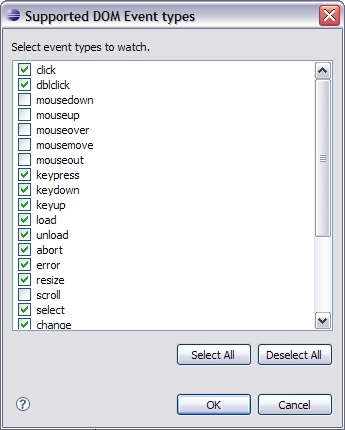 Supported DOM Event types
Select event types to watch.
click
dblclick
mousedown
mouseup
mouseover
mousemove
mouseout
keypress
keydown
keyup
load
unload
abort
error
resize
scroll
select
change
Select All Deselect All
? OK Cancel